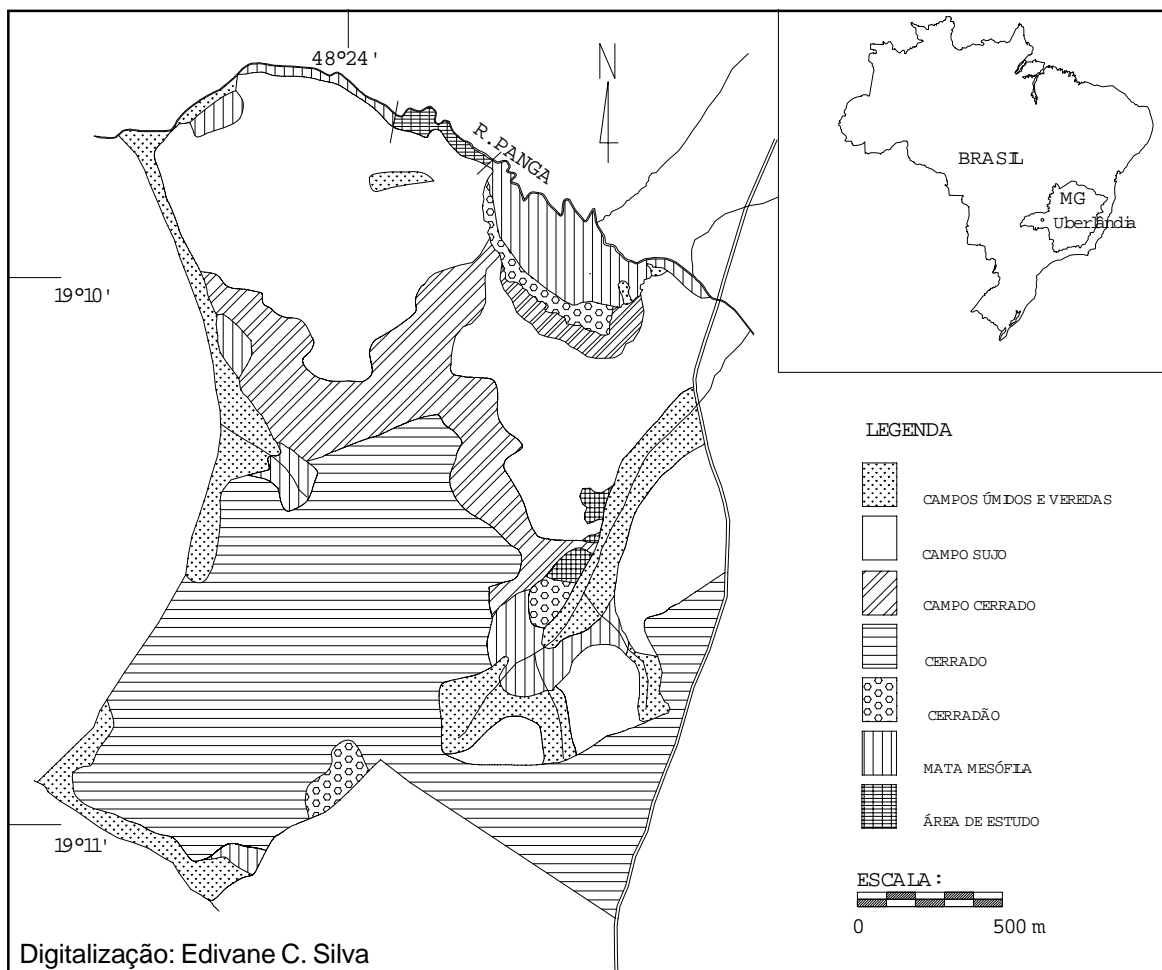 48°24'
N
R.PANGA
19°10'
19°11'
BRASIL
MG
Uberlândia
LEGENDA
CAMPOS ÚMIDOS E VEREDAS
CAMPO SUJO
CAMPO CERRADO
CERRADO
CERRADÃO
MATA MESÓFILA
ÁREA DE ESTUDO
ESCALA:
0 500 m
Digitalização: Edivane C. Silva